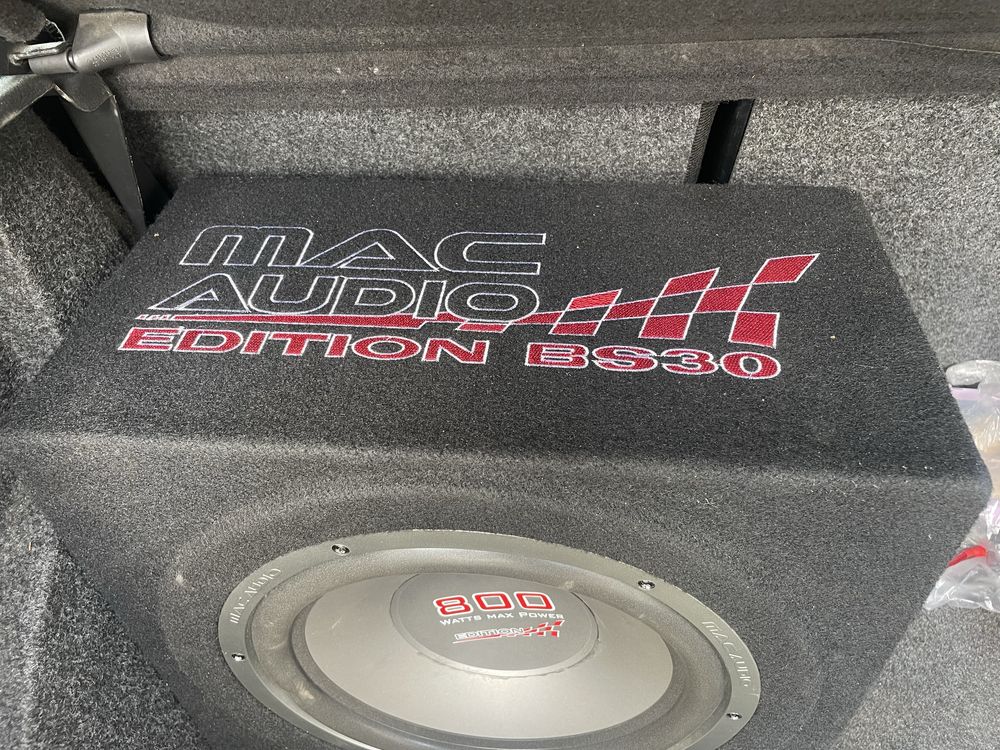 MAC
AUDIO
EDITION BS30
800
WATTS MAX POWER
EDITION
MAC AUDIO
MAC AUDIO